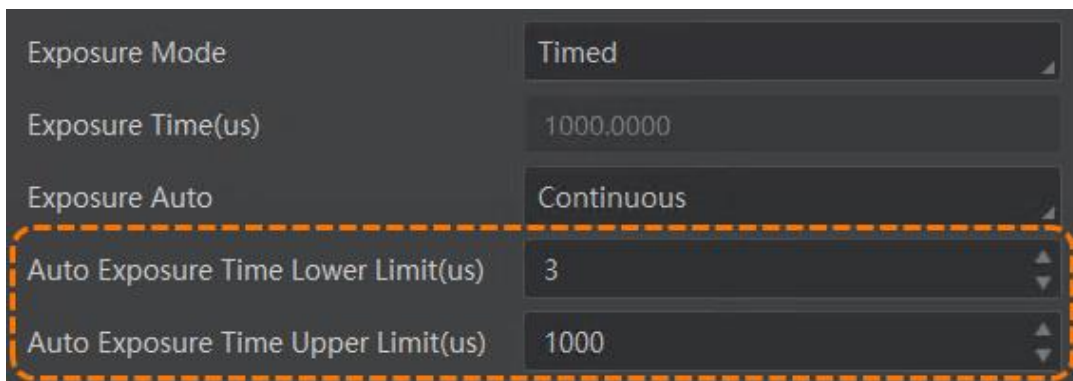 Exposure Mode Timed
Exposure Time(us) 1000.0000
Exposure Auto Continuous
Auto Exposure Time Lower Limit(us) 3
Auto Exposure Time Upper Limit(us) 1000